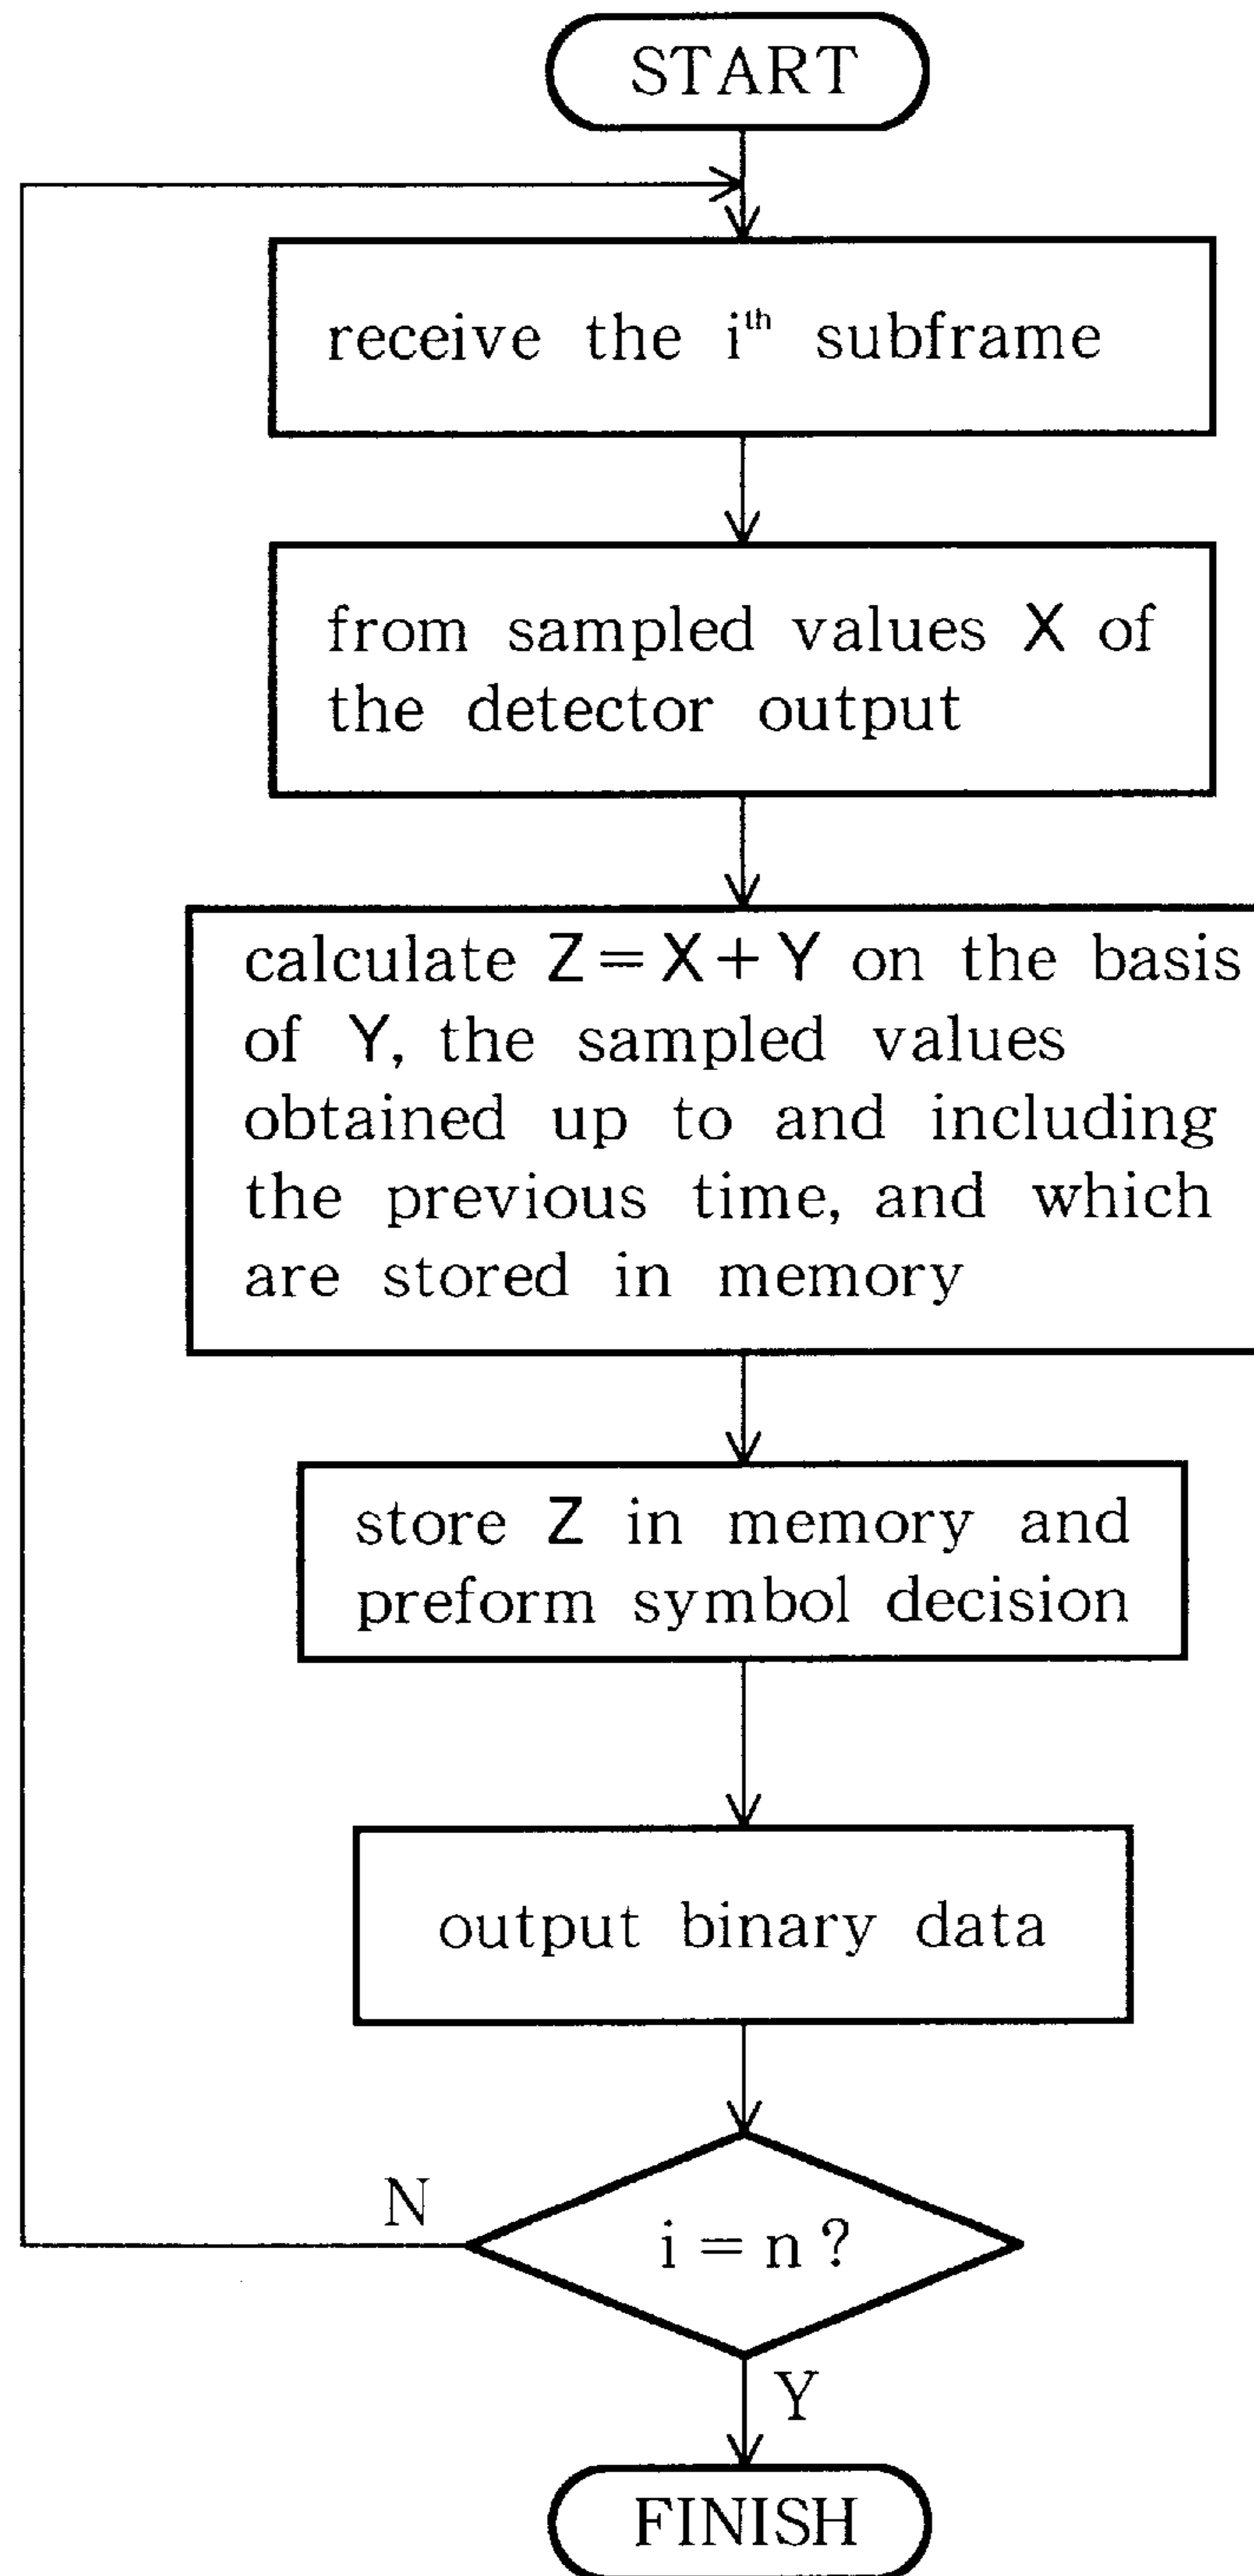 START
receive the iᵗʰ subframe
from sampled values X of
the detector output
calculate Z=X+Y on the basis
of Y, the sampled values
obtained up to and including
the previous time, and which
are stored in memory
store Z in memory and
preform symbol decision
output binary data
i=n?
N
Y
FINISH